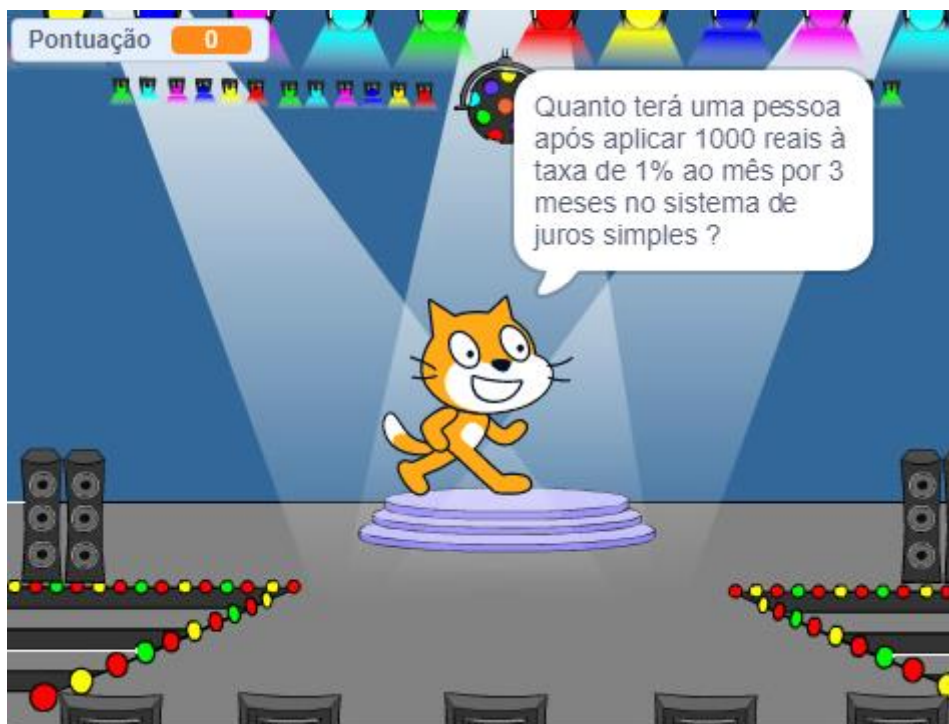 Pontuação 0
Quanto terá uma pessoa
após aplicar 1000 reais à
taxa de 1% ao mês por 3
meses no sistema de
juros simples ?